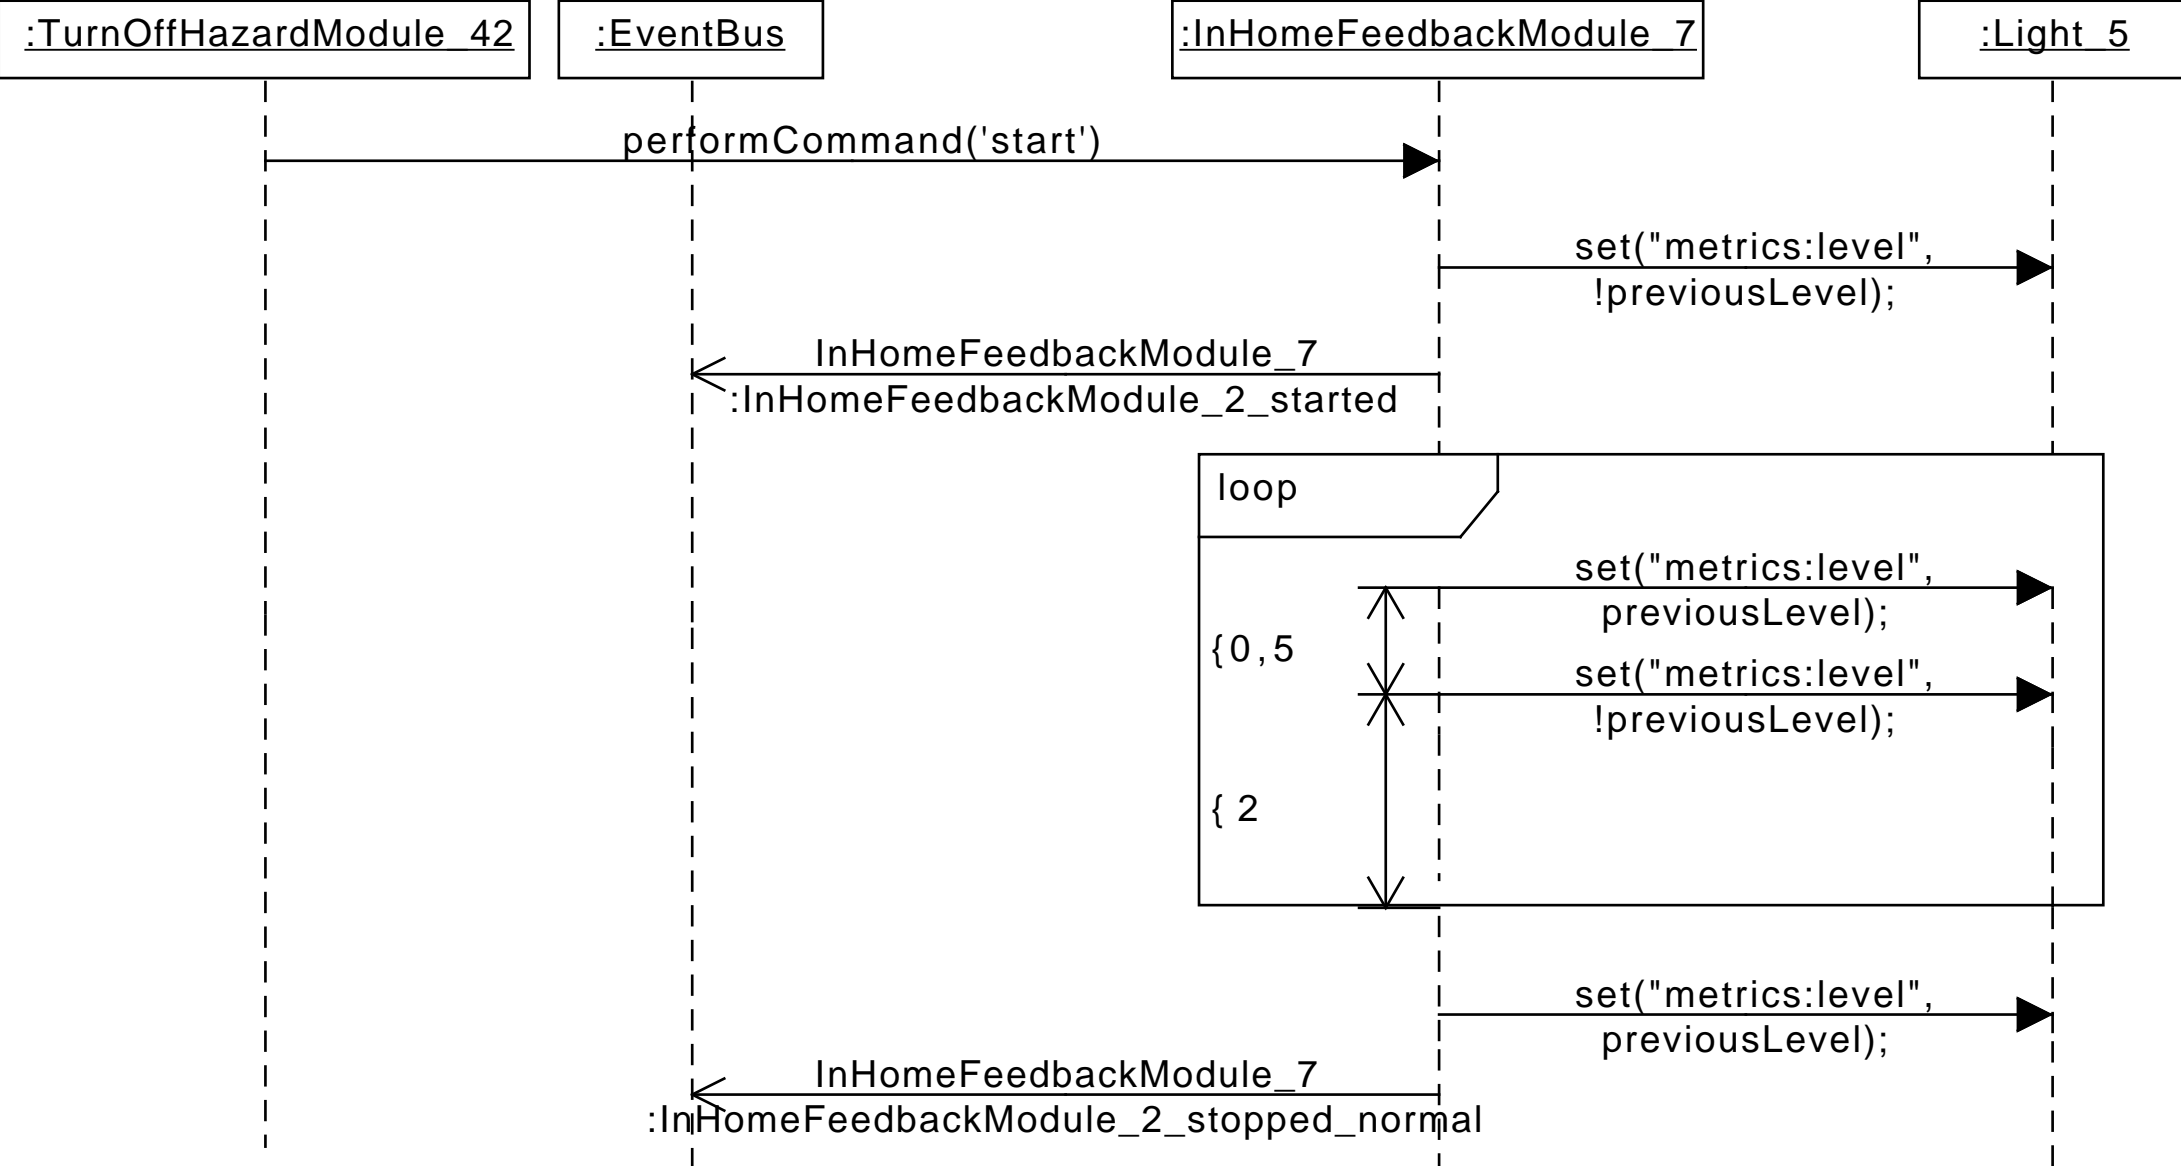 :TurnOffHazardModule_42
:EventBus
:InHomeFeedbackModule_7
:Light_5
performCommand('start')
set("metrics:level",
!previousLevel);
InHomeFeedbackModule_7
:InHomeFeedbackModule_2_started
loop
set("metrics:level",
previousLevel);
{0,5
set("metrics:level",
!previousLevel);
{ 2
set("metrics:level",
previousLevel);
InHomeFeedbackModule_7
:InHomeFeedbackModule_2_stopped_normal